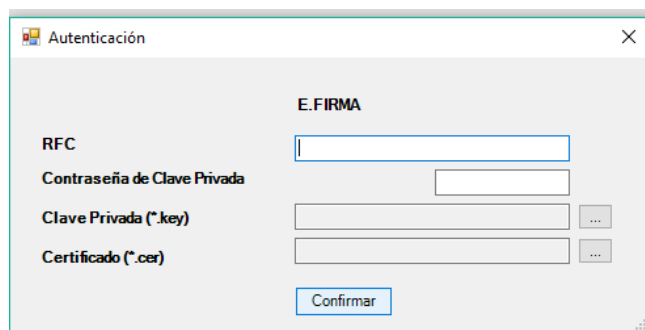 Autenticación
E.FIRMA
RFC
Contraseña de Clave Privada
Clave Privada (*.key)
...
Certificado (*.cer)
...
Confirmar